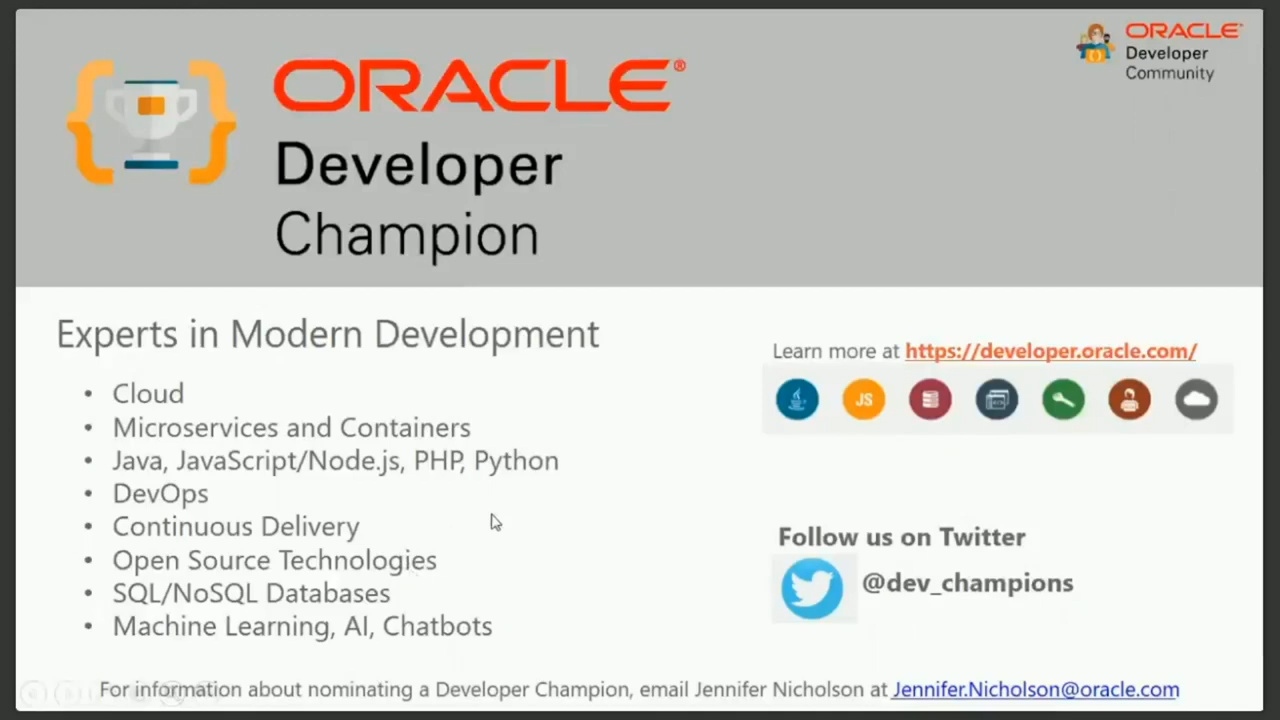 ORACLE®
Developer
Champion
ORACLE®
Developer
Community
Experts in Modern Development
• Cloud
• Microservices and Containers
• Java, JavaScript/Node.js, PHP, Python
• DevOps
• Continuous Delivery
• Open Source Technologies
• SQL/NoSQL Databases
• Machine Learning, AI, Chatbots
Learn more at https://developer.oracle.com/
JS
Follow us on Twitter
@dev_champions
For information about nominating a Developer Champion, email Jennifer Nicholson at Jennifer.Nicholson@oracle.com